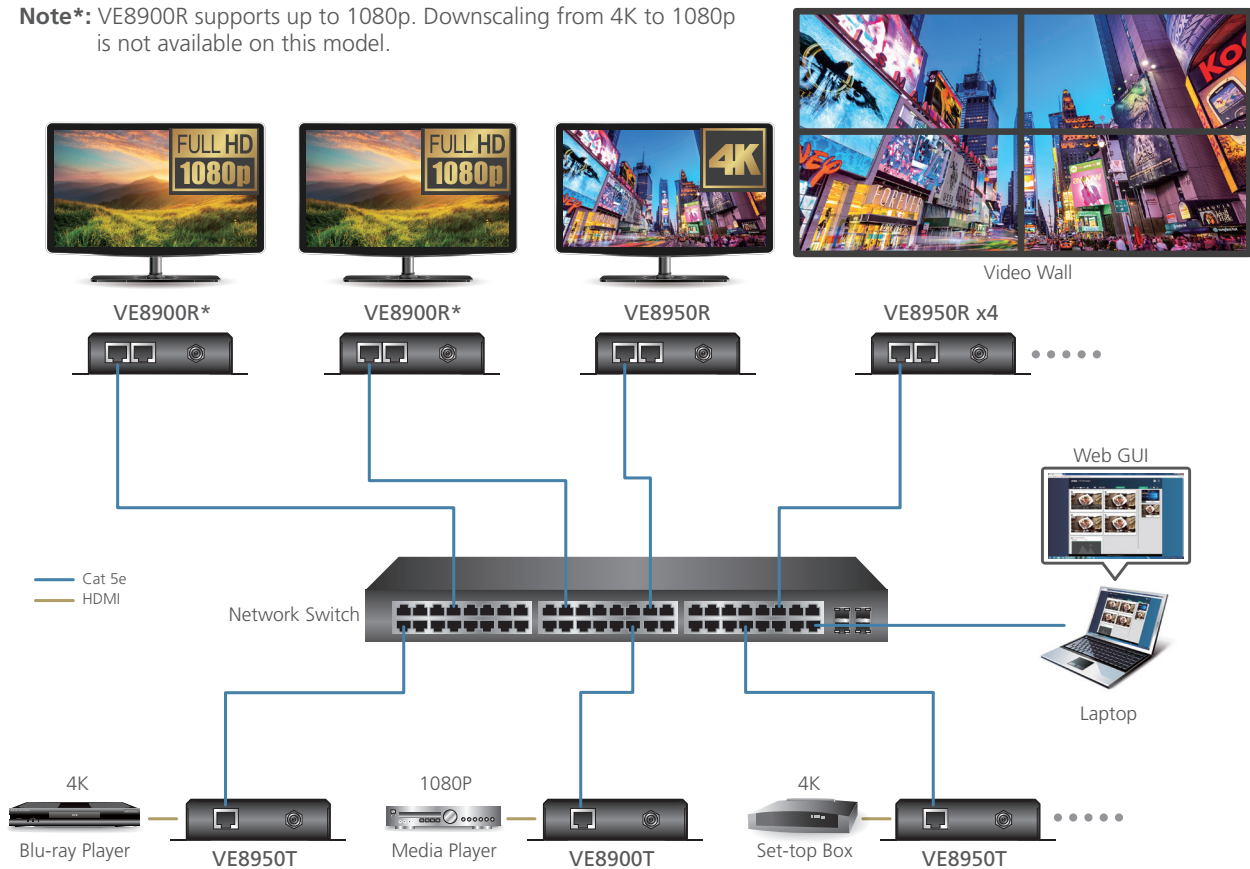 Note*: VE8900R supports up to 1080p. Downscaling from 4K to 1080p
is not available on this model.
FULL HD
1080p
FULL HD
1080p
4K
FOREVER
Video Wall
VE8900R*
VE8900R*
VE8950R
VE8950R x4
Web GUI
Cat 5e
HDMI
Network Switch
Laptop
4K
1080P
4K
Blu-ray Player
VE8950T
Media Player
VE8900T
Set-top Box
VE8950T